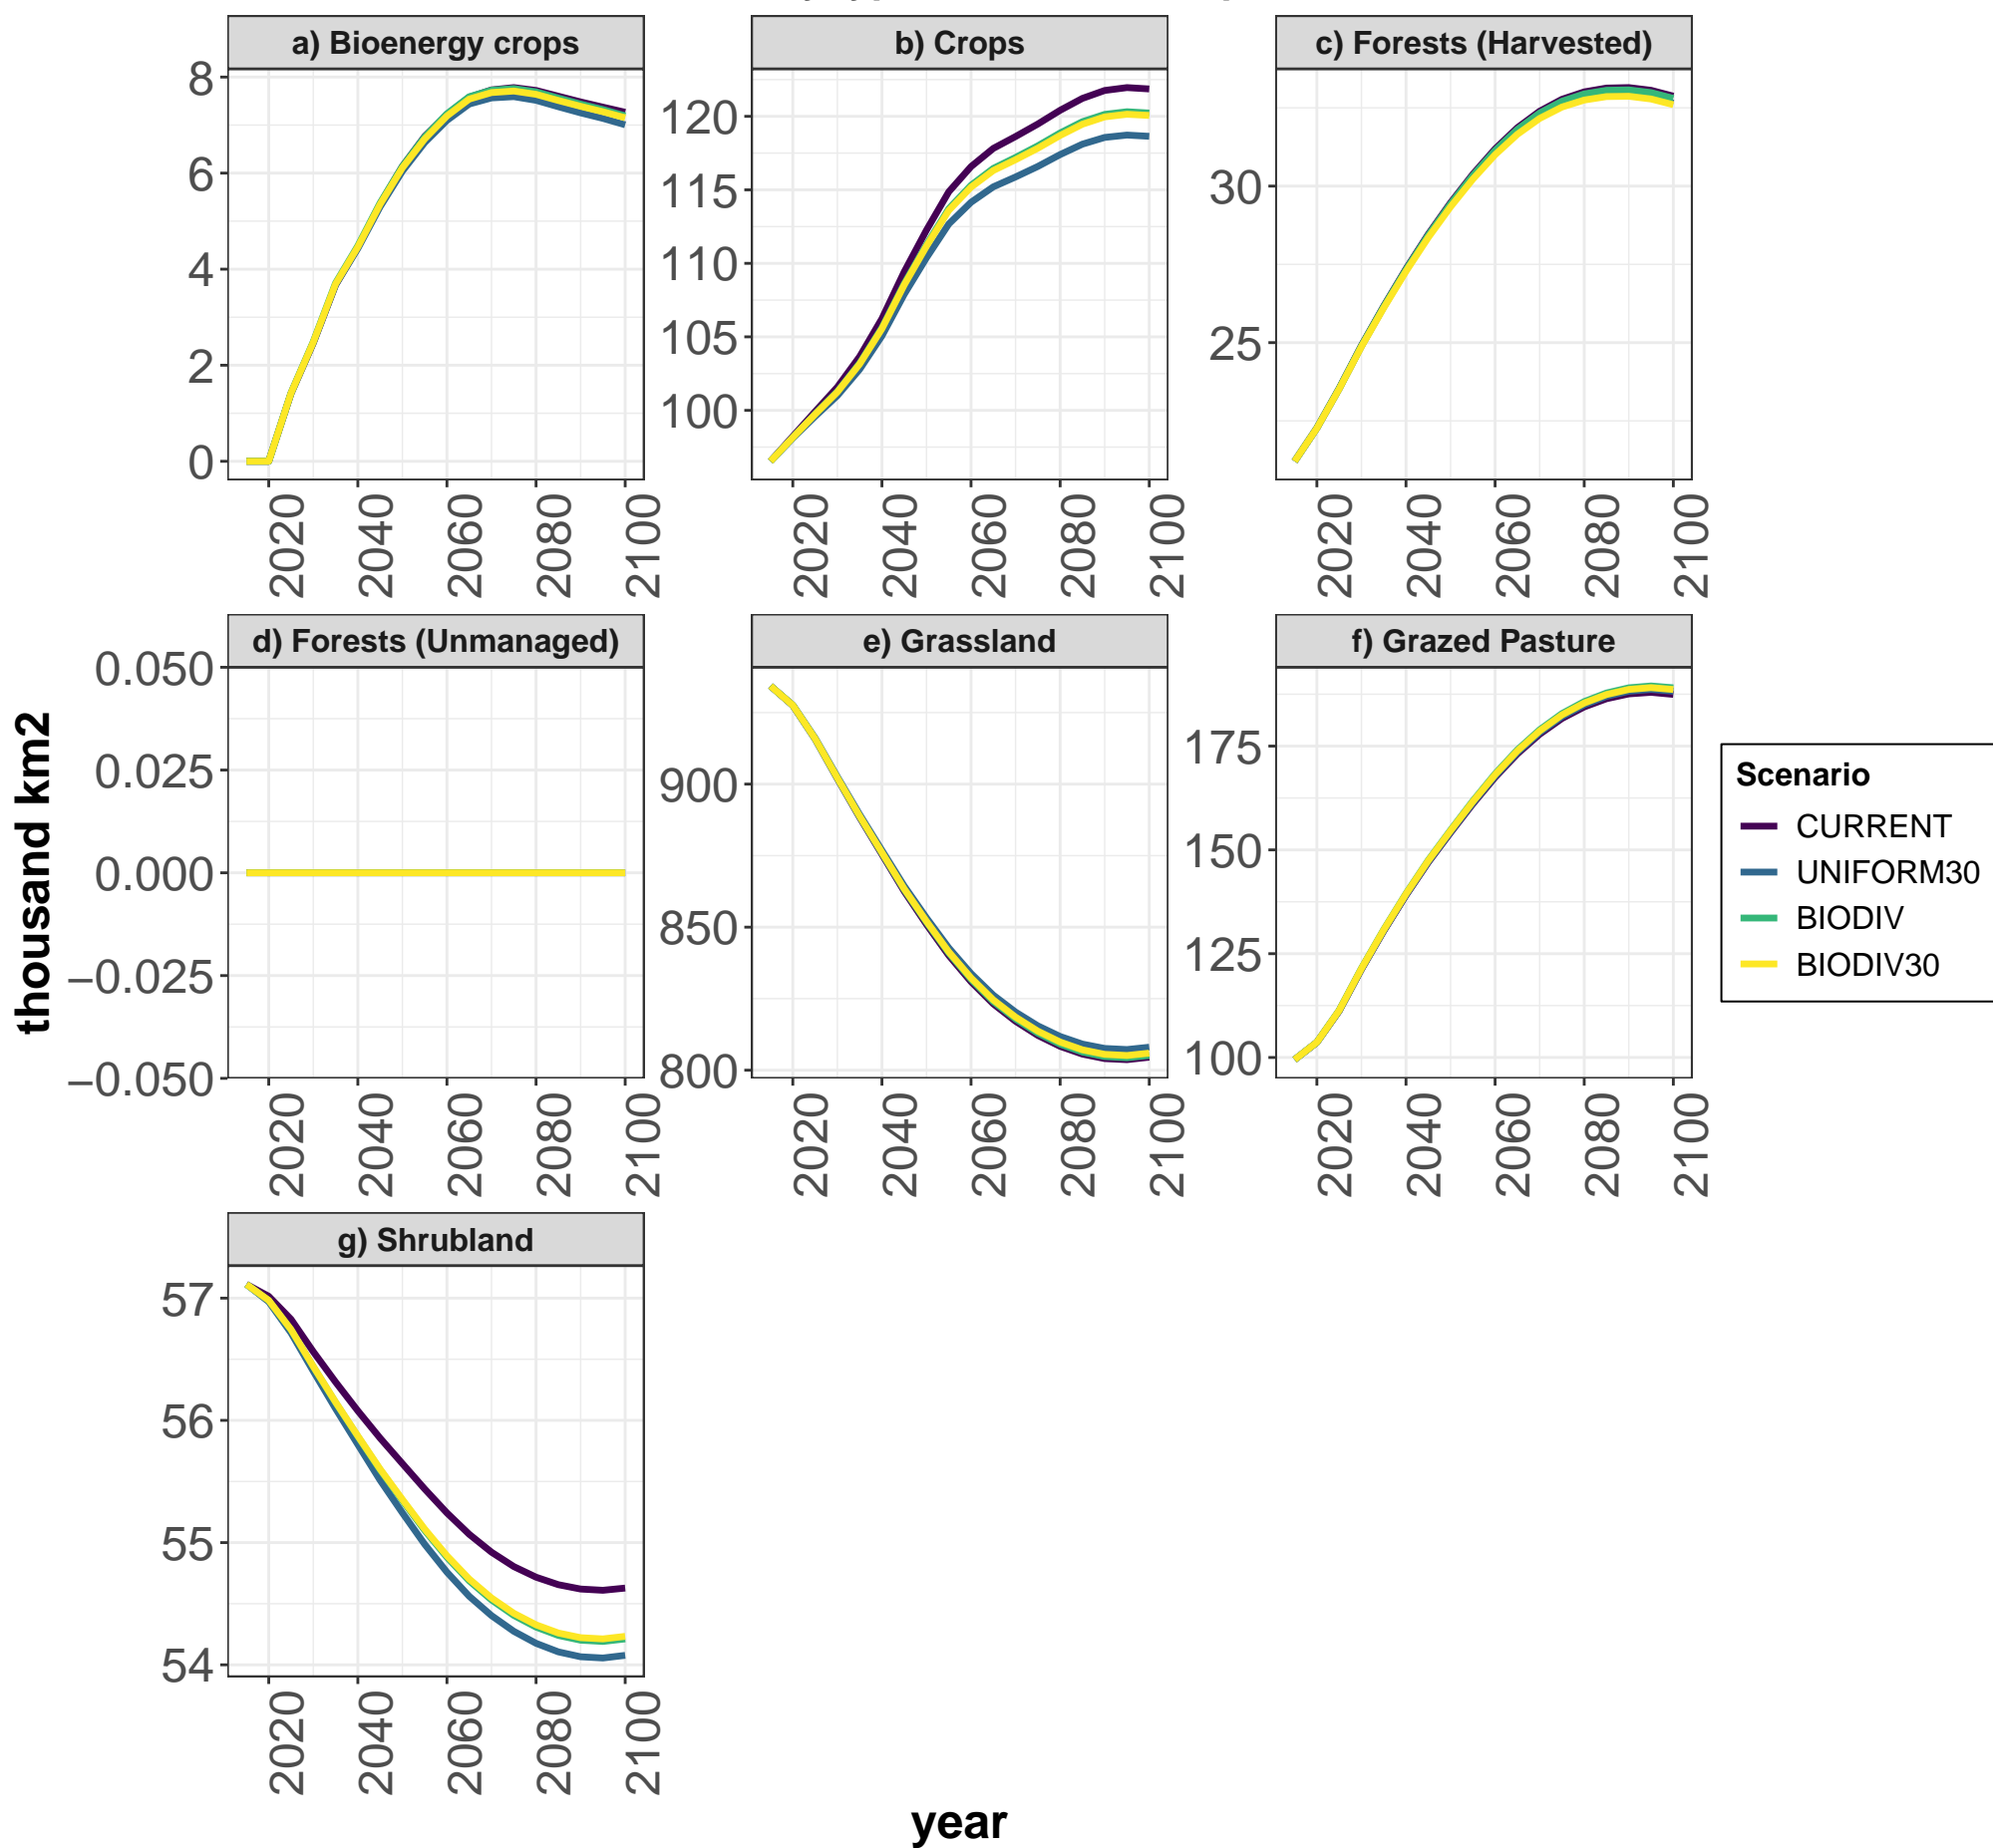 a) Bioenergy crops
b) Crops
c) Forests (Harvested)
8
6
4
2
0
120
115
110
105
100
30
25
2020 2040 2060 2080 2100
2020 2040 2060 2080 2100
2020 2040 2060 2080 2100
d) Forests (Unmanaged)
e) Grassland
f) Grazed Pasture
0.050
0.025
0.000
−0.025
−0.050
900
850
800
175
150
125
100
2020 2040 2060 2080 2100
2020 2040 2060 2080 2100
2020 2040 2060 2080 2100
thousand km2
Scenario
CURRENT
UNIFORM30
BIODIV
BIODIV30
g) Shrubland
57
56
55
54
2020 2040 2060 2080 2100
year